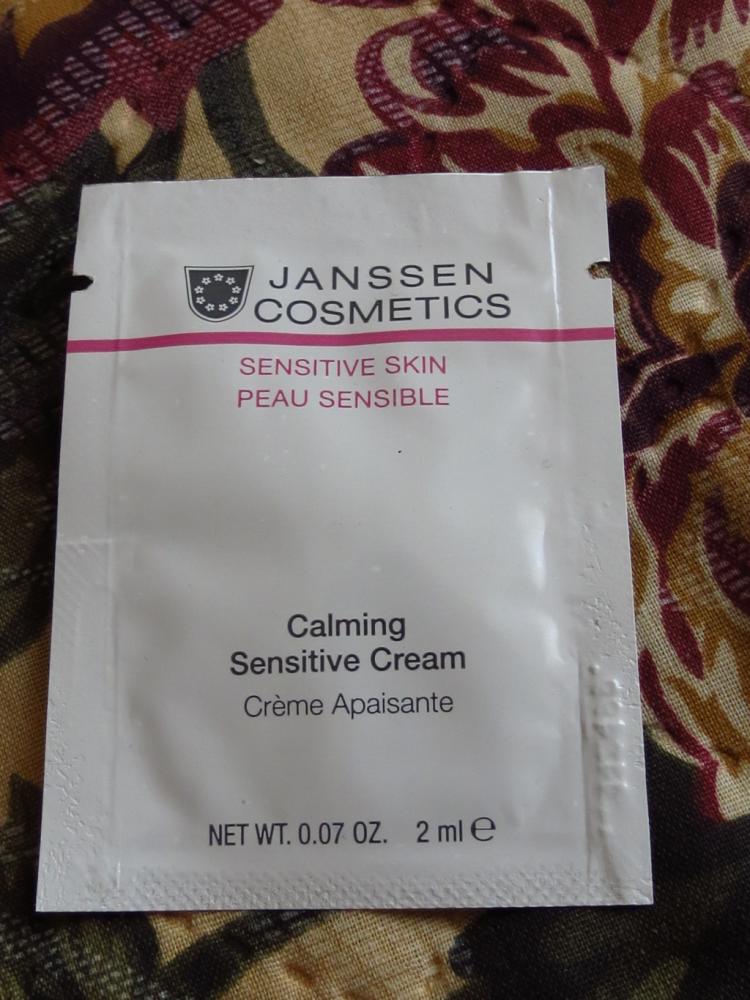 JANSSEN
COSMETICS
SENSITIVE SKIN
PEAU SENSIBLE
Calming
Sensitive Cream
Crème Apaisante
NET WT. 0.07 OZ. 2 ml ℮